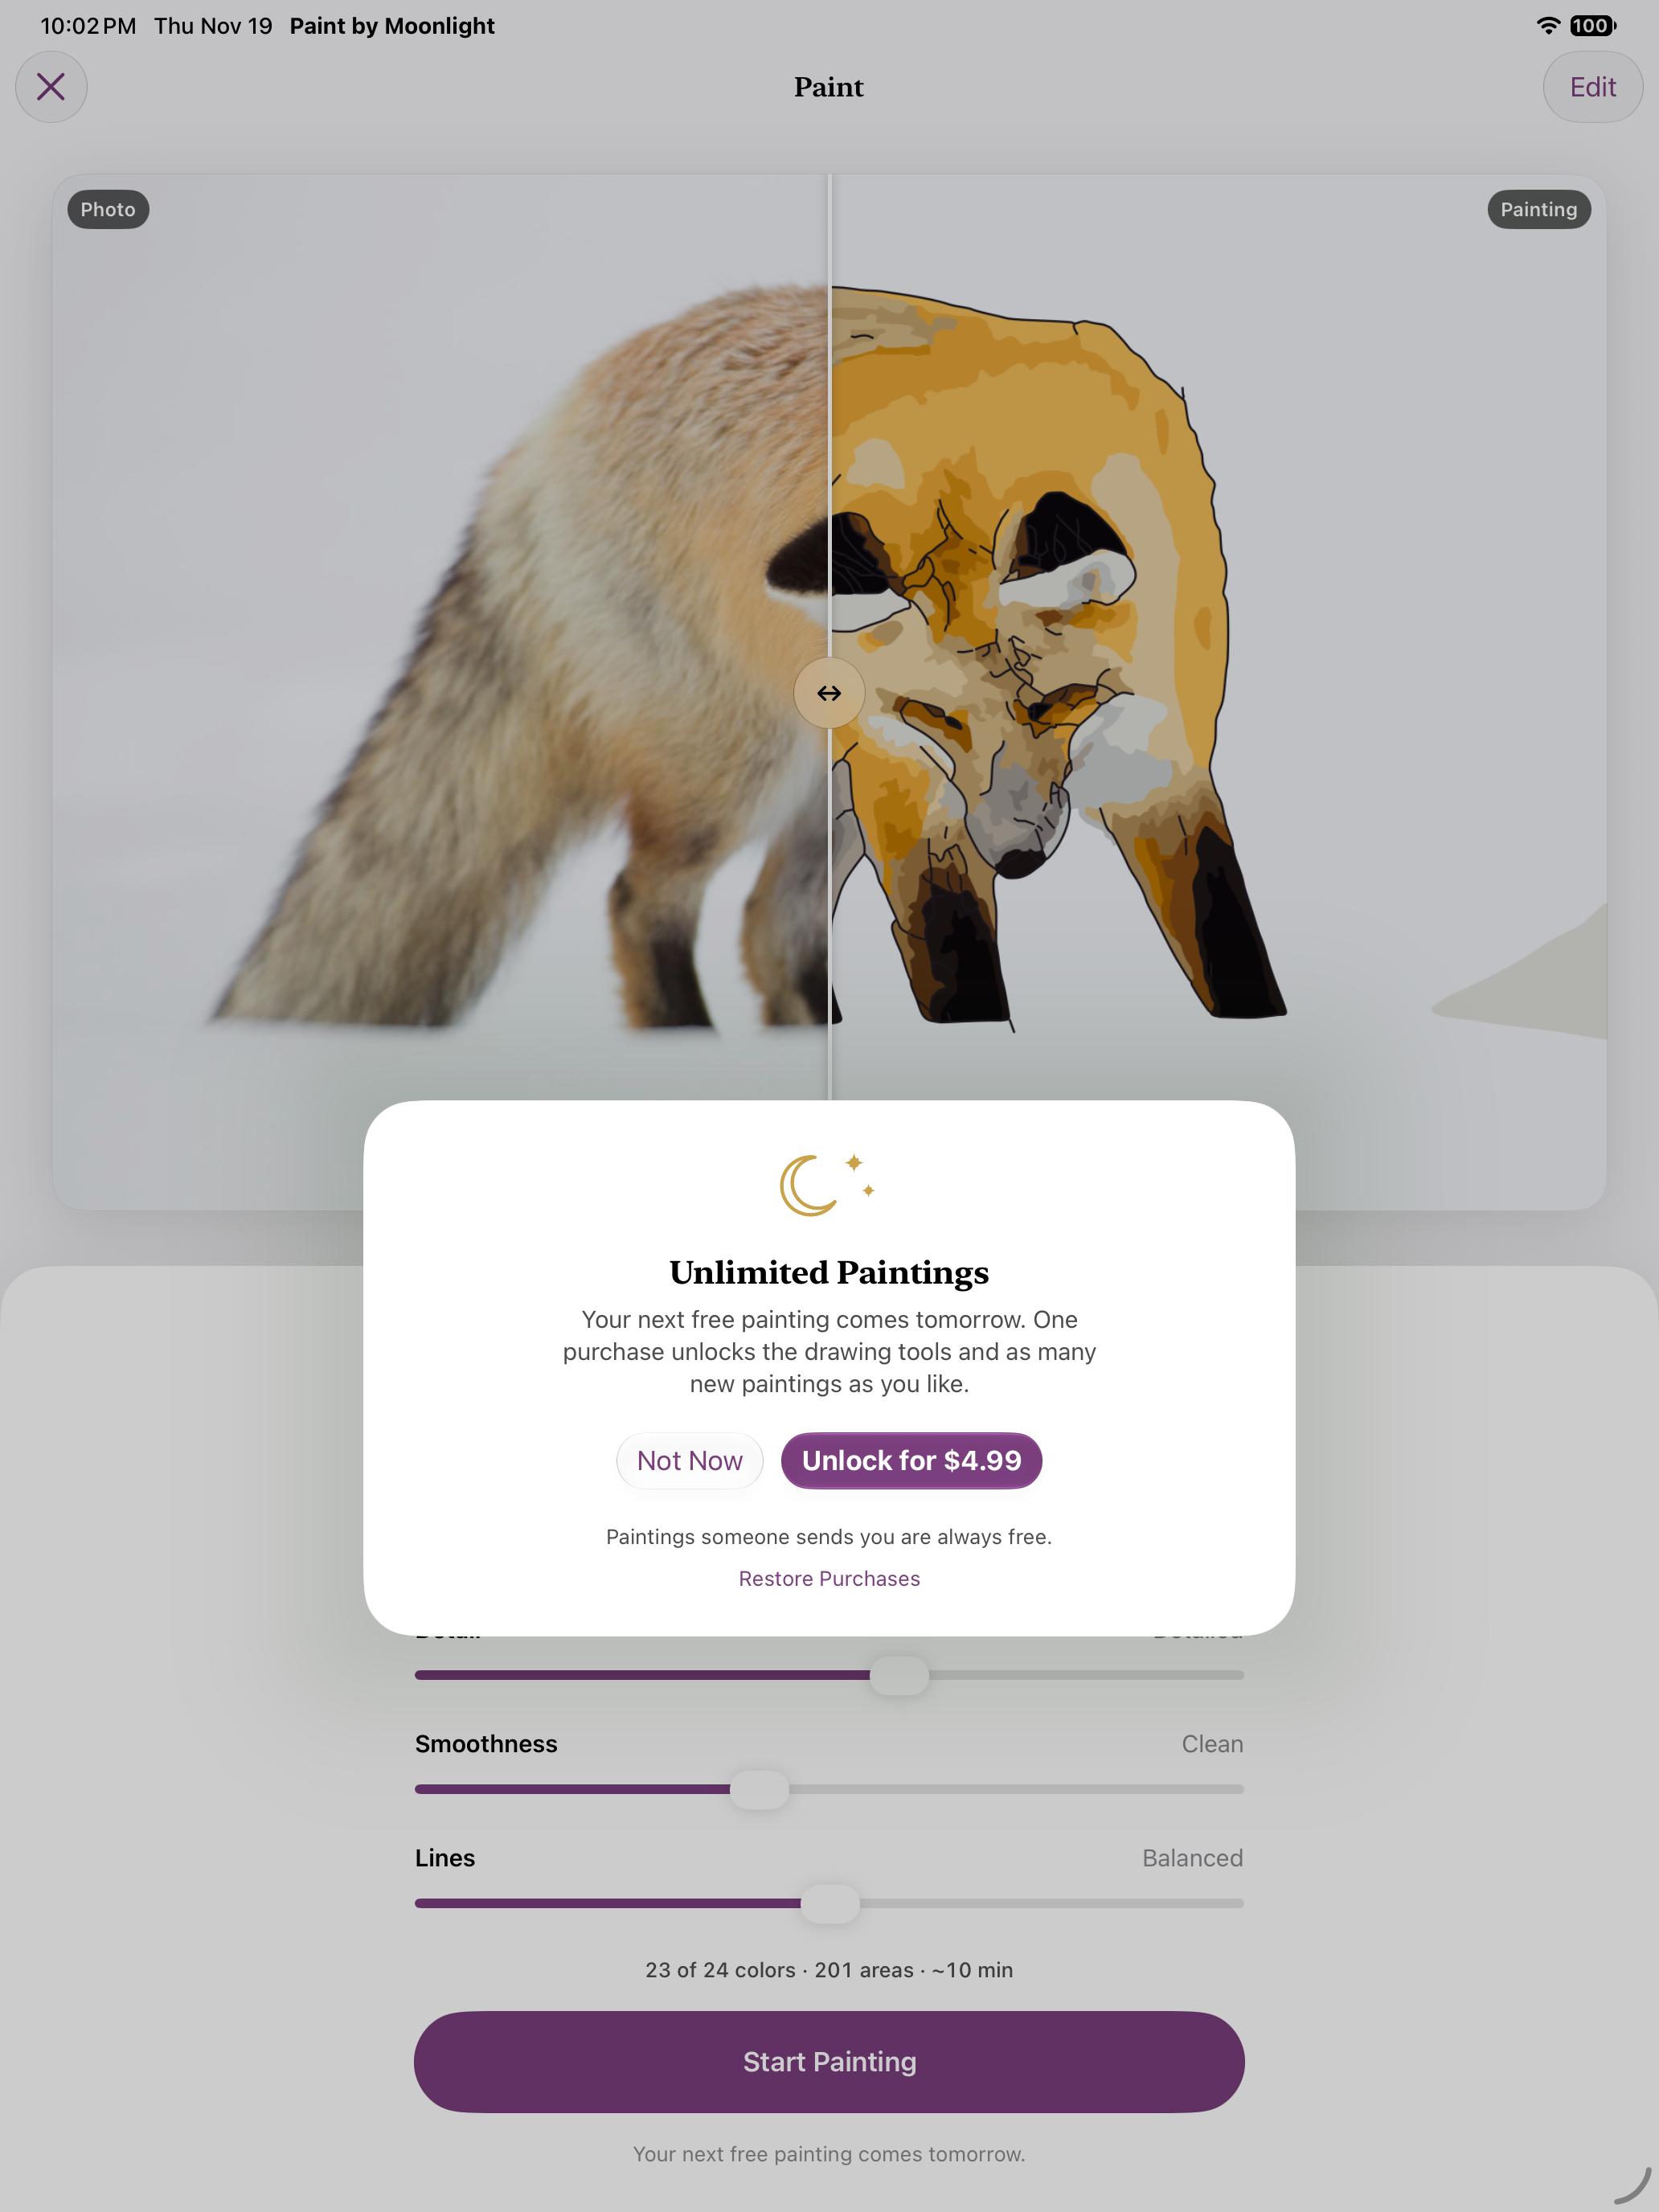 10:02 PM Thu Nov 19 Paint by Moonlight
100
Paint
Edit
Photo
Painting
Unlimited Paintings
Your next free painting comes tomorrow. One
purchase unlocks the drawing tools and as many
new paintings as you like.
Not Now
Unlock for $4.99
Paintings someone sends you are always free.
Restore Purchases
Smoothness
Clean
Lines
Balanced
23 of 24 colors · 201 areas · ~10 min
Start Painting
Your next free painting comes tomorrow.